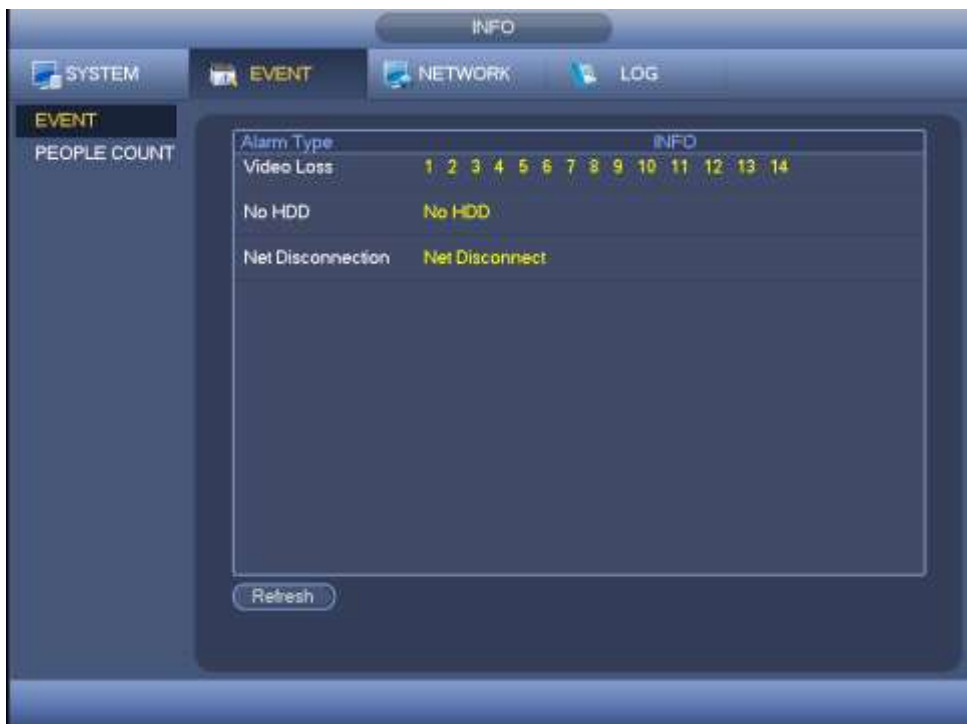 INFO
SYSTEM EVENT NETWORK LOG
EVENT
PEOPLE COUNT
Alarm Type INFO
Video Loss 1 2 3 4 5 6 7 8 9 10 11 12 13 14
No HDD No HDD
Net Disconnection Net Disconnect
Refresh